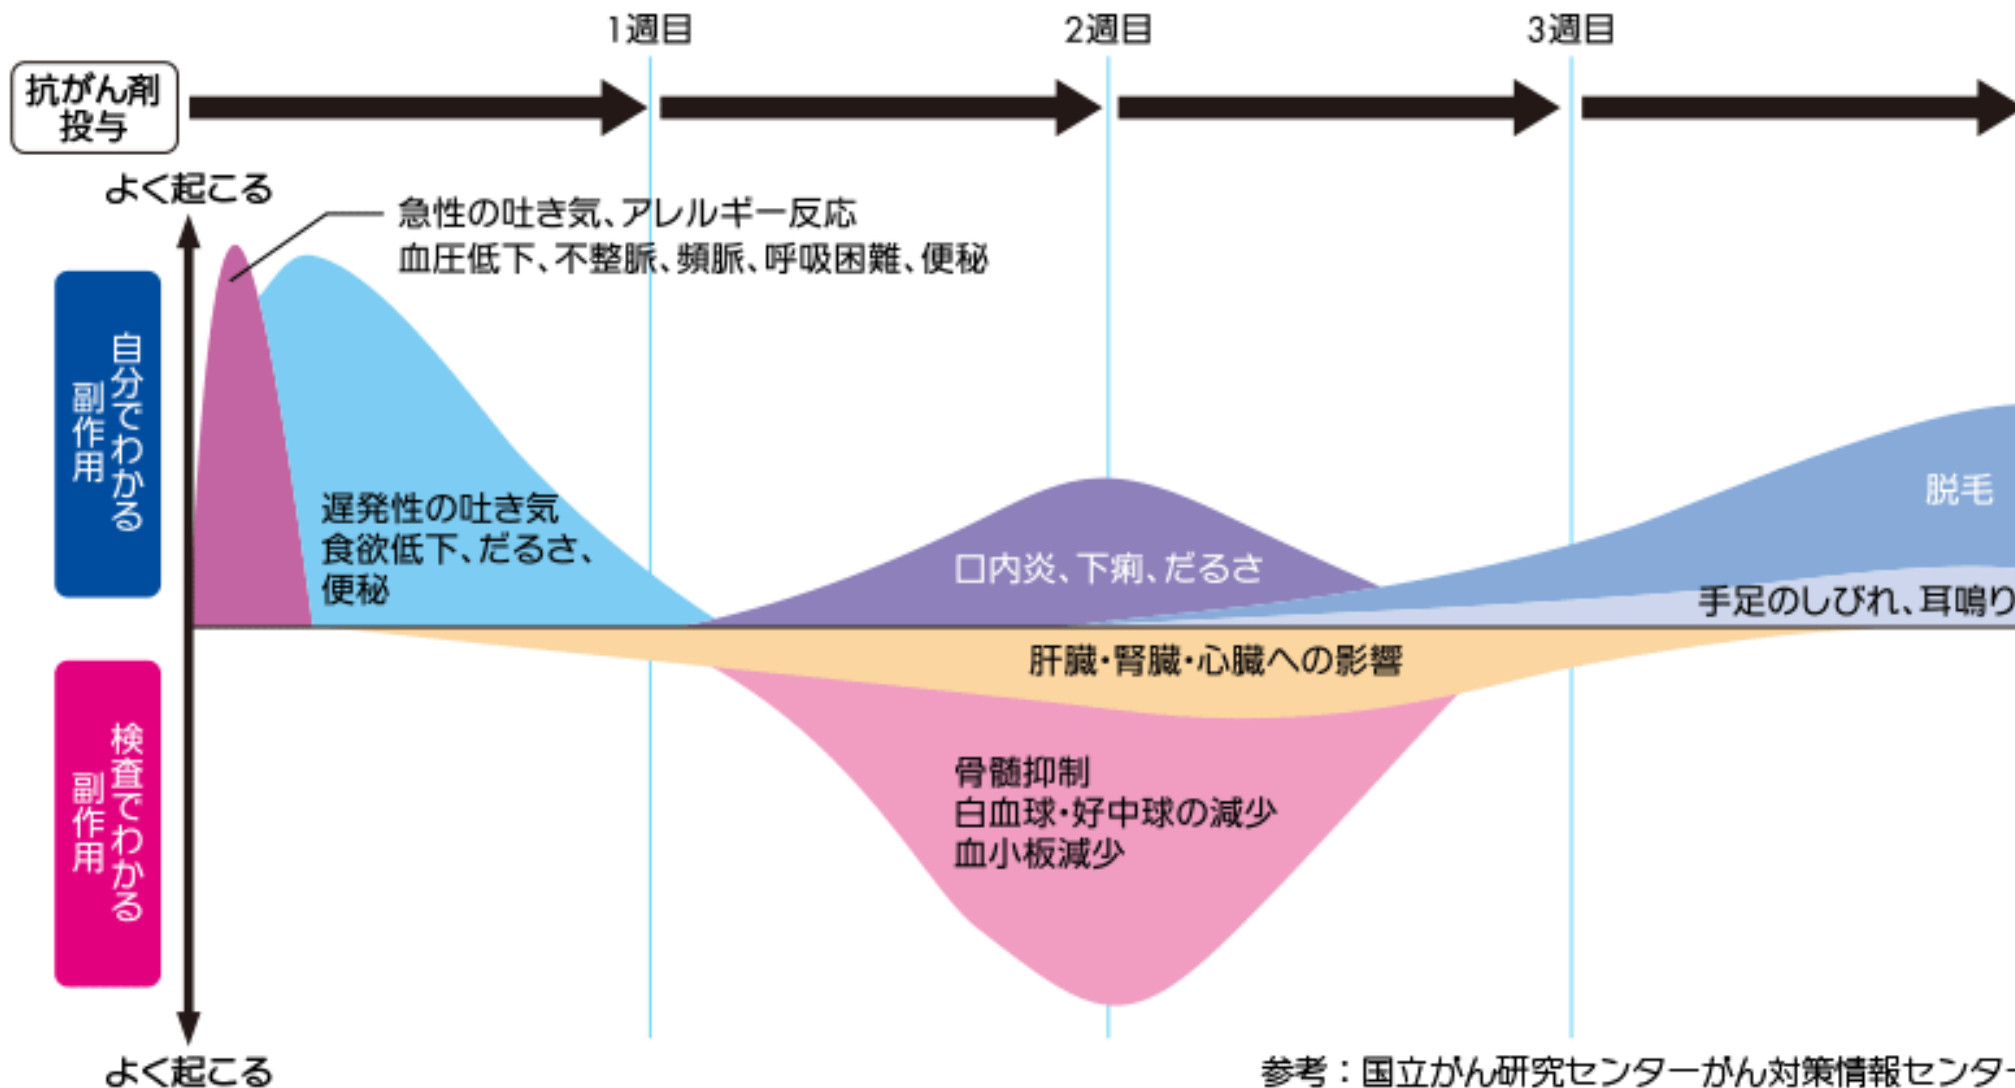 1週目
2週目
3週目
抗がん剤
投与
よく起こる
急性の吐き気、アレルギー反応
血圧低下、不整脈、頻脈、呼吸困難、便秘
自分でわかる
副作用
遅発性の吐き気
食欲低下、だるさ、
便秘
口内炎、下痢、だるさ
脱毛
手足のしびれ、耳鳴り
肝臓・腎臓・心臓への影響
検査でわかる
副作用
骨髄抑制
白血球・好中球の減少
血小板減少
よく起こる
参考：国立がん研究センターがん対策情報センター